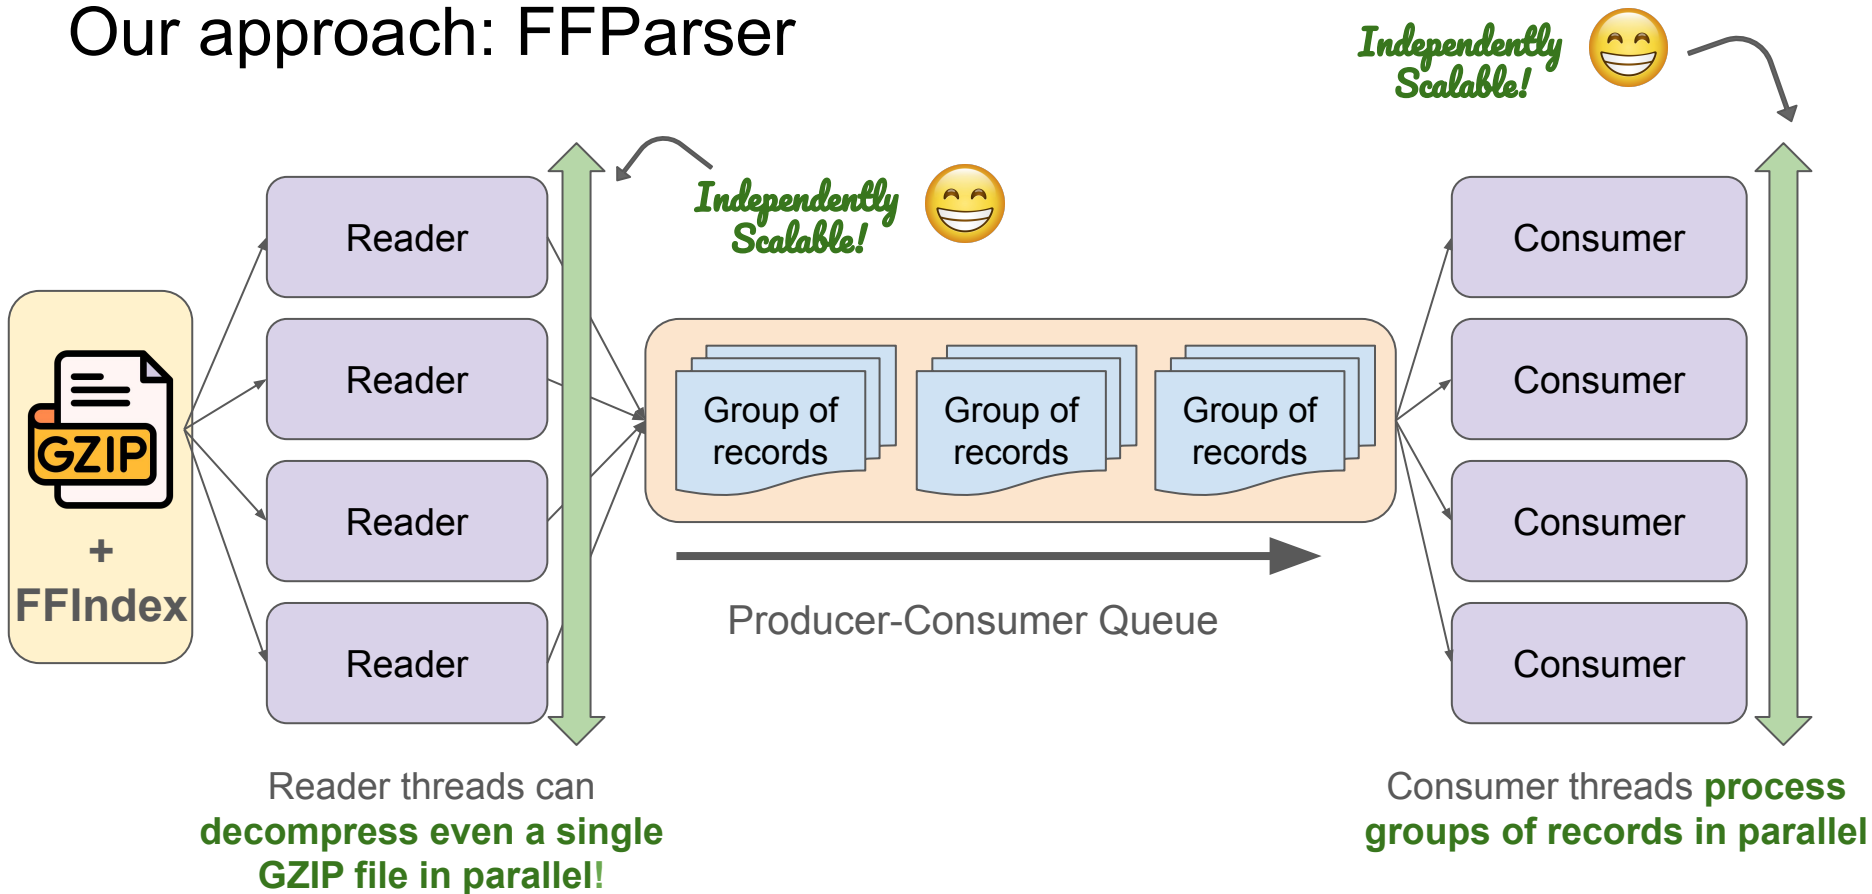 Our approach: FFParser
Independently
Scalable!
Independently
Scalable!
Reader
Reader
Reader
Reader
GZIP
+
FFIndex
Group of
records
Group of
records
Group of
records
Producer-Consumer Queue
Consumer
Consumer
Consumer
Consumer
Reader threads can
decompress even a single
GZIP file in parallel!
Consumer threads process
groups of records in parallel